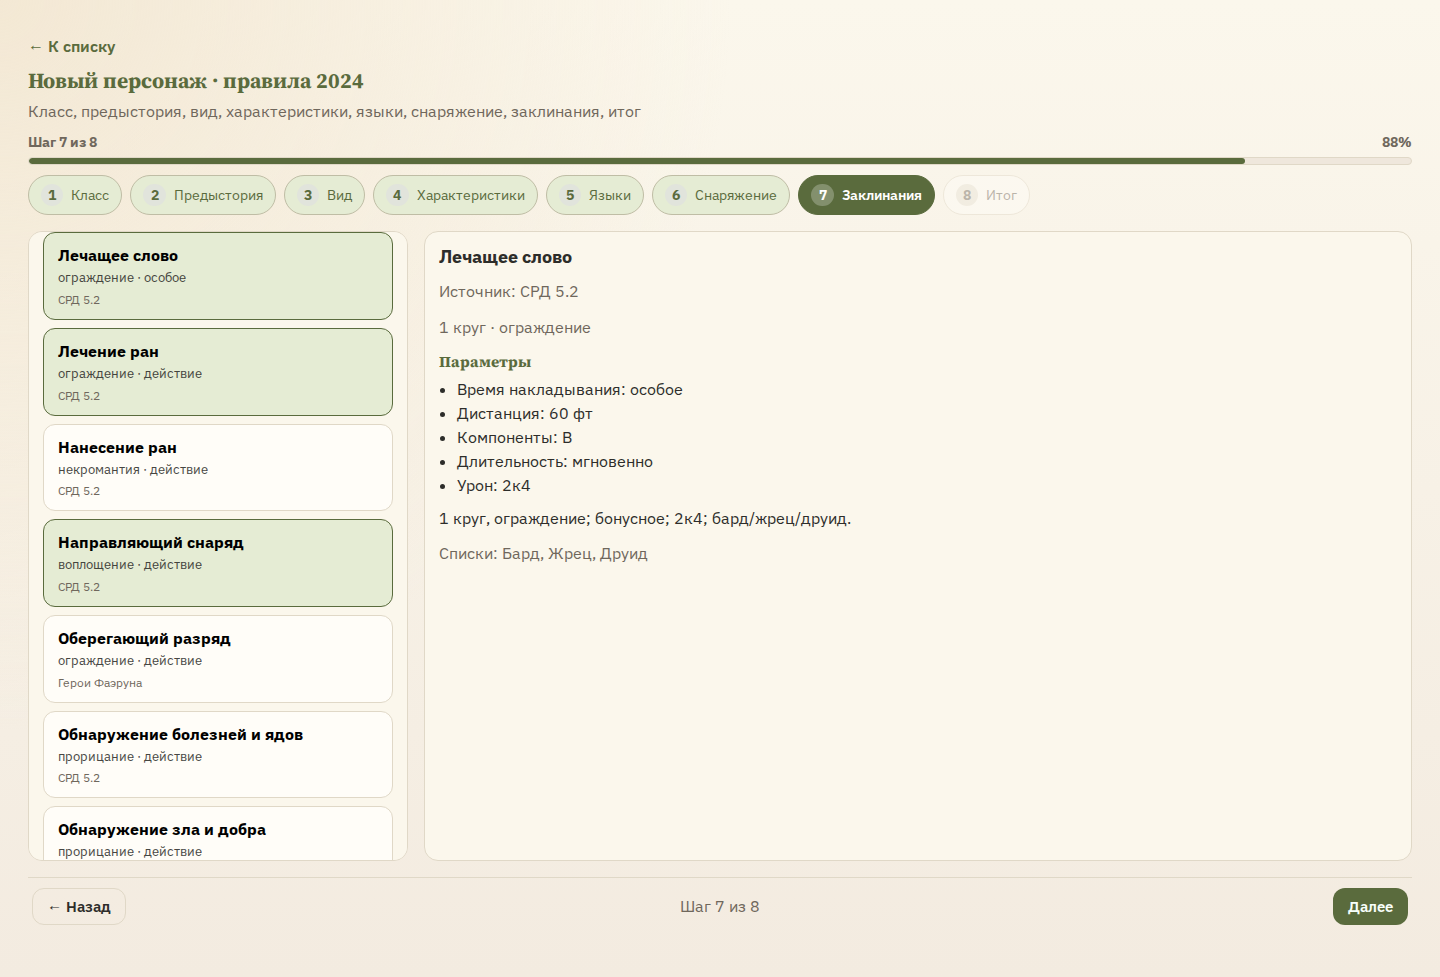 ← К списку
Новый персонаж · правила 2024
Класс, предыстория, вид, характеристики, языки, снаряжение, заклинания, итог
Шаг 7 из 8
88%
1 Класс
2 Предыстория
3 Вид
4 Характеристики
5 Языки
6 Снаряжение
7 Заклинания
8 Итог
Лечащее слово
ограждение · особое
СРД 5.2
Лечение ран
ограждение · действие
СРД 5.2
Нанесение ран
некромантия · действие
СРД 5.2
Направляющий снаряд
воплощение · действие
СРД 5.2
Оберегающий разряд
ограждение · действие
Герои Фаэруна
Обнаружение болезней и ядов
прорицание · действие
СРД 5.2
Обнаружение зла и добра
прорицание · действие
Лечащее слово
Источник: СРД 5.2
1 круг · ограждение
Параметры
• Время накладывания: особое
• Дистанция: 60 фт
• Компоненты: В
• Длительность: мгновенно
• Урон: 2к4
1 круг, ограждение; бонусное; 2к4; бард/жрец/друид.
Списки: Бард, Жрец, Друид
← Назад
Шаг 7 из 8
Далее